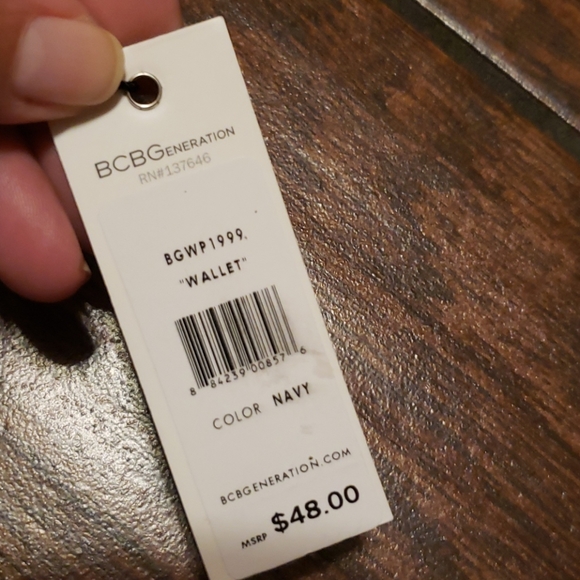 BCBGENERATION
RN#137646
BGWP1999
"WALLET"
8 84239 00857 6
COLOR NAVY
BCBGENERATION.COM
MSRP $48.00